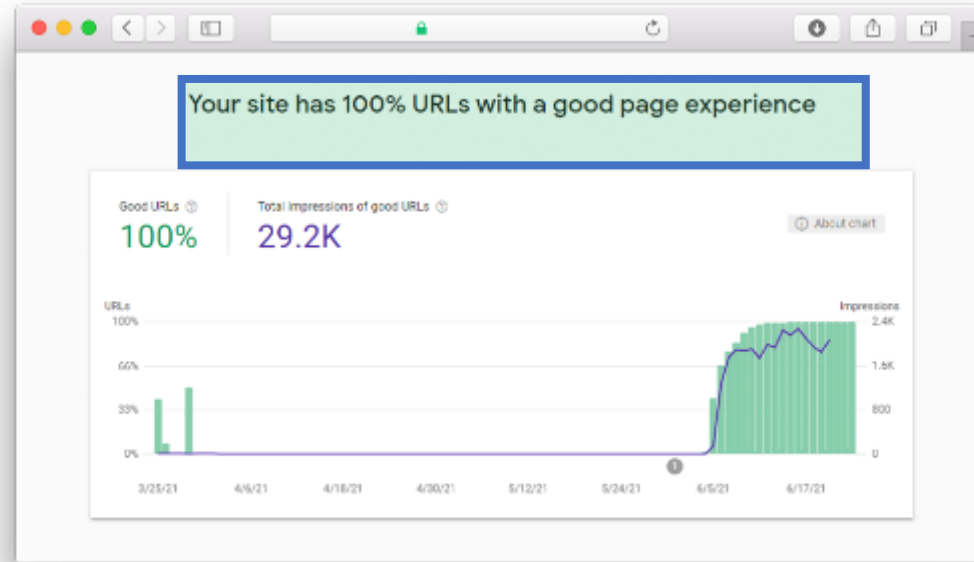 Your site has 100% URLs with a good page experience
Good URLs
Total impressions of good URLs
100%
29.2K
About chart
URLs
Impressions
100%
2.4K
66%
1.6K
33%
800
0%
0
1
3/25/21
4/6/21
4/18/21
4/30/21
5/12/21
5/24/21
6/5/21
6/17/21